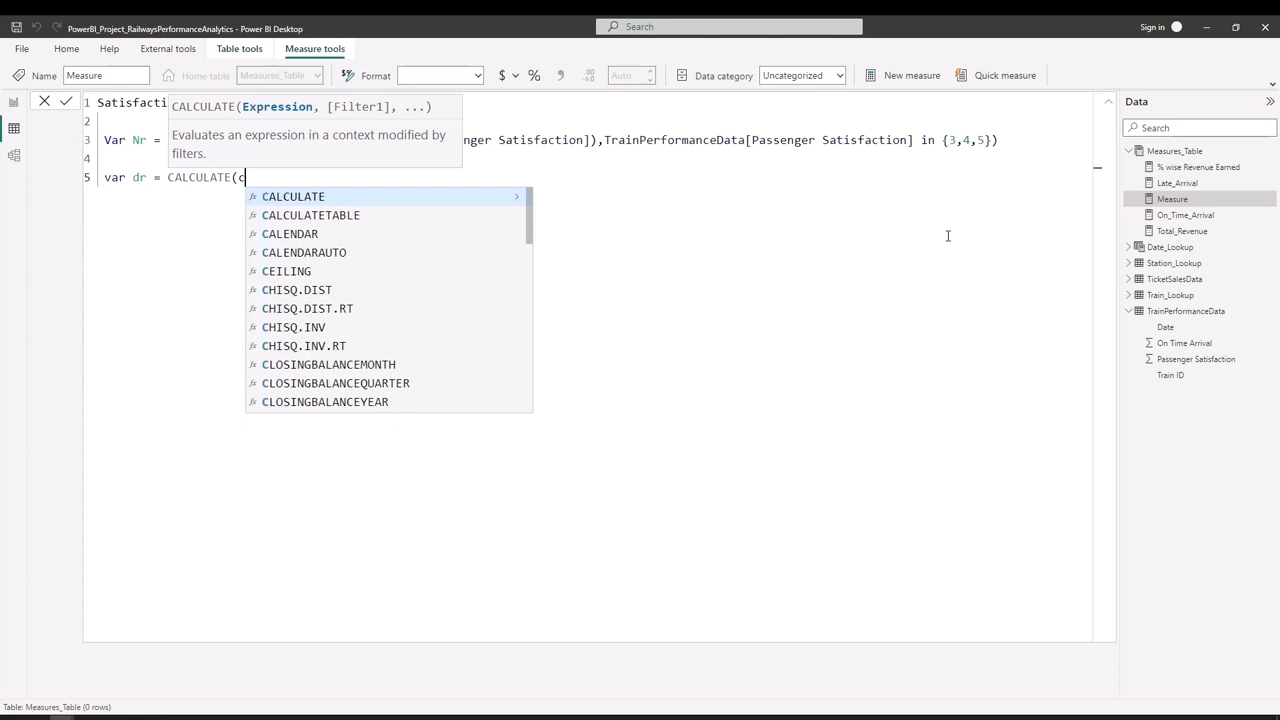 PowerBI_Project_RailwaysPerformanceAnalytics - Power BI Desktop
Search
Sign in
File Home Help External tools Table tools Measure tools
Name Measure Home table Measures_Table Format $ % 9 .00 Auto Data category Uncategorized New measure Quick measure
1 Satisfacti
CALCULATE(Expression, [Filter1], ...)
Evaluates an expression in a context modified by
filters.
2
3 Var Nr = nger Satisfaction]),TrainPerformanceData[Passenger Satisfaction] in {3,4,5})
4
5 var dr = CALCULATE(c
CALCULATE
CALCULATETABLE
CALENDAR
CALENDARAUTO
CEILING
CHISQ.DIST
CHISQ.DIST.RT
CHISQ.INV
CHISQ.INV.RT
CLOSINGBALANCEMONTH
CLOSINGBALANCEQUARTER
CLOSINGBALANCEYEAR
Data
Search
Measures_Table
% wise Revenue Earned
Late_Arrival
Measure
On_Time_Arrival
Total_Revenue
Date_Lookup
Station_Lookup
TicketSalesData
Train_Lookup
TrainPerformanceData
Date
On Time Arrival
Passenger Satisfaction
Train ID
Table: Measures_Table (0 rows)